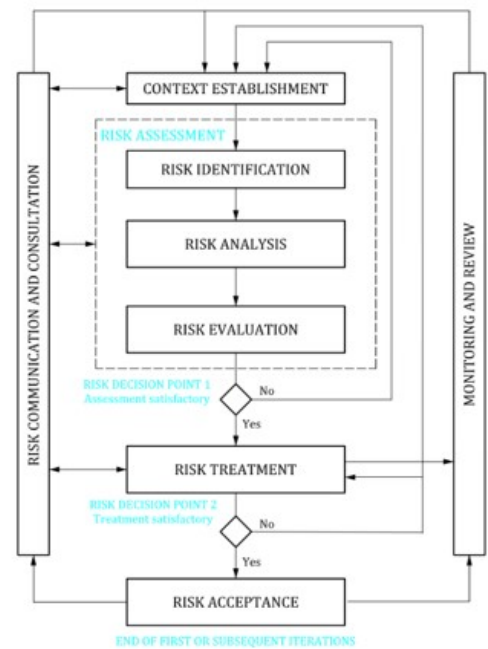 CONTEXT ESTABLISHMENT
RISK ASSESSMENT
RISK IDENTIFICATION
RISK ANALYSIS
RISK EVALUATION
RISK DECISION POINT 1
Assessment satisfactory
No
Yes
RISK TREATMENT
RISK DECISION POINT 2
Treatment satisfactory
No
Yes
RISK ACCEPTANCE
END OF FIRST OR SUBSEQUENT ITERATIONS
RISK COMMUNICATION AND CONSULTATION
MONITORING AND REVIEW